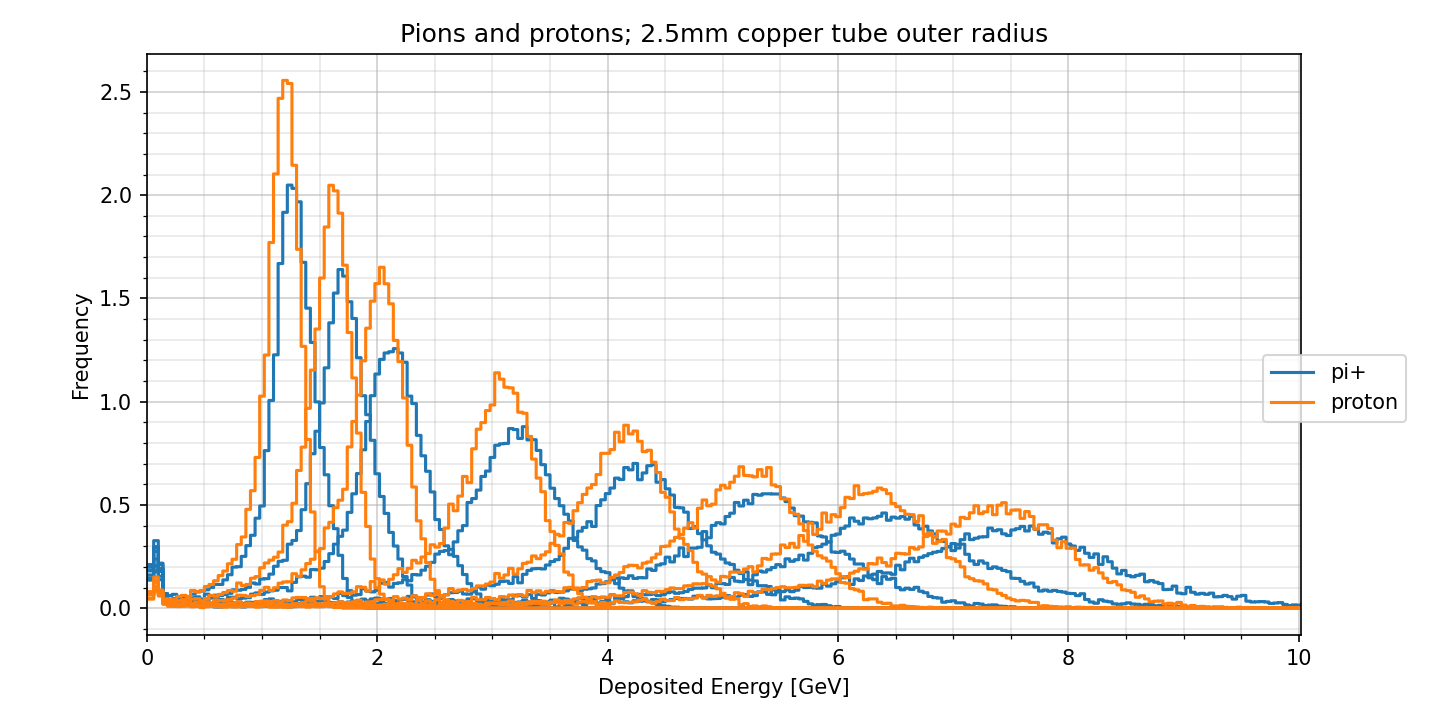 Pions and protons; 2.5mm copper tube outer radius
Frequency
2.5
2.0
1.5
1.0
0.5
0.0
0 2 4 6 8 10
Deposited Energy [GeV]
pi+
proton